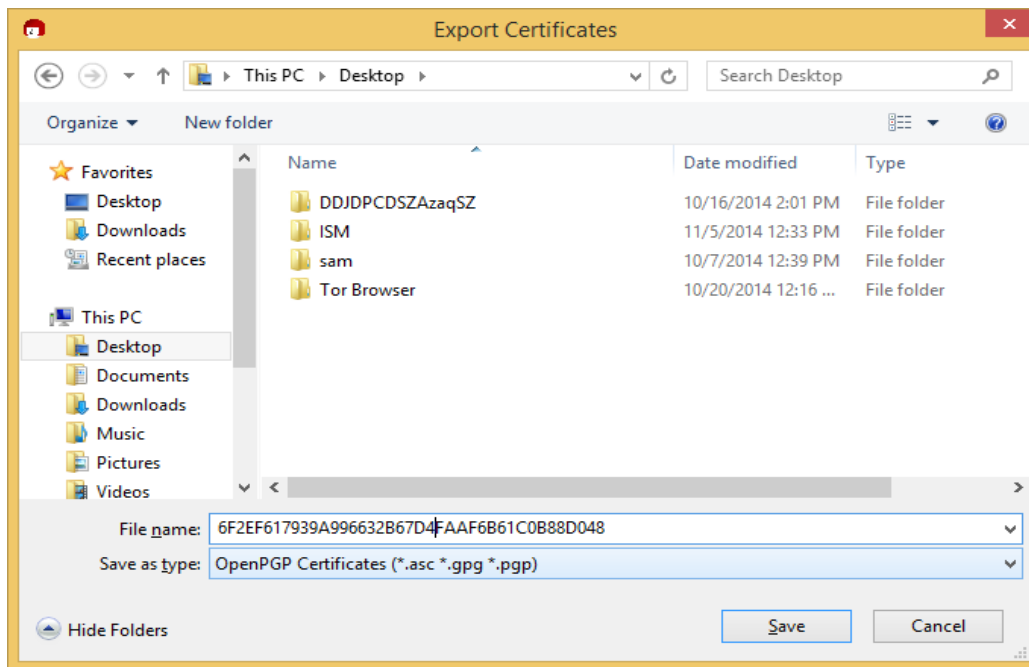 Export Certificates
This PC Desktop
Search Desktop
Organize New folder
Name Date modified Type
Favorites
Desktop
Downloads
Recent places
This PC
Desktop
Documents
Downloads
Music
Pictures
Videos
DDJDPCDSZAzaqSZ 10/16/2014 2:01 PM File folder
ISM 11/5/2014 12:33 PM File folder
sam 10/7/2014 12:39 PM File folder
Tor Browser 10/20/2014 12:16 ... File folder
File name: 6F2EF617939A996632B67D4FAAF6B61C0B88D048
Save as type: OpenPGP Certificates (*.asc *.gpg *.pgp)
Hide Folders
Save Cancel